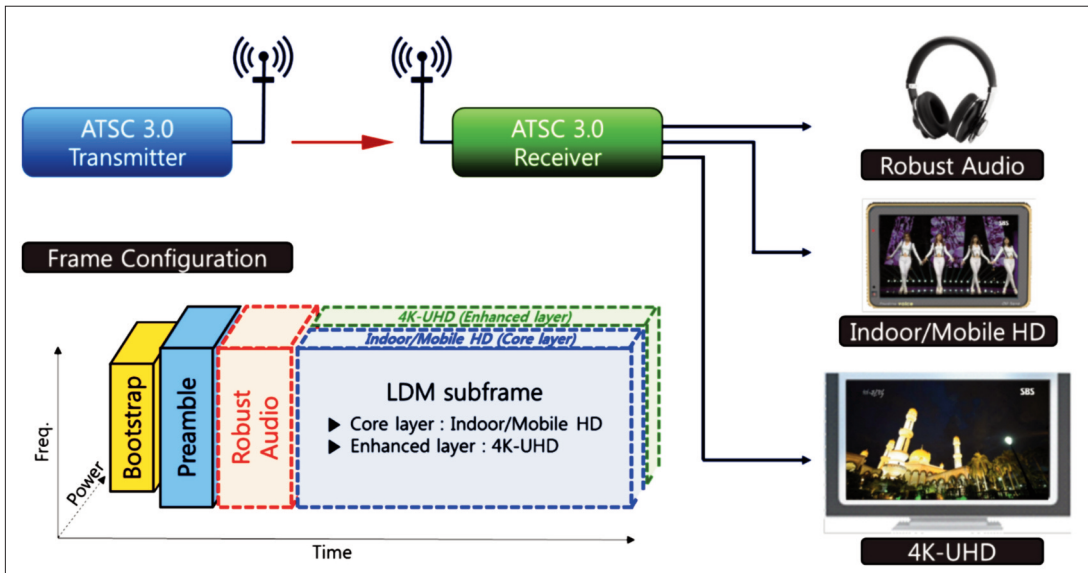 ATSC 3.0
Transmitter
ATSC 3.0
Receiver
Robust Audio
SBS
Indoor/Mobile HD
SBS
4K-UHD
Frame Configuration
4K-UHD (Enhanced layer)
Indoor/Mobile HD (Core layer)
Bootstrap
Preamble
Robust
Audio
LDM subframe
▶ Core layer : Indoor/Mobile HD
▶ Enhanced layer : 4K-UHD
Freq.
Power
Time